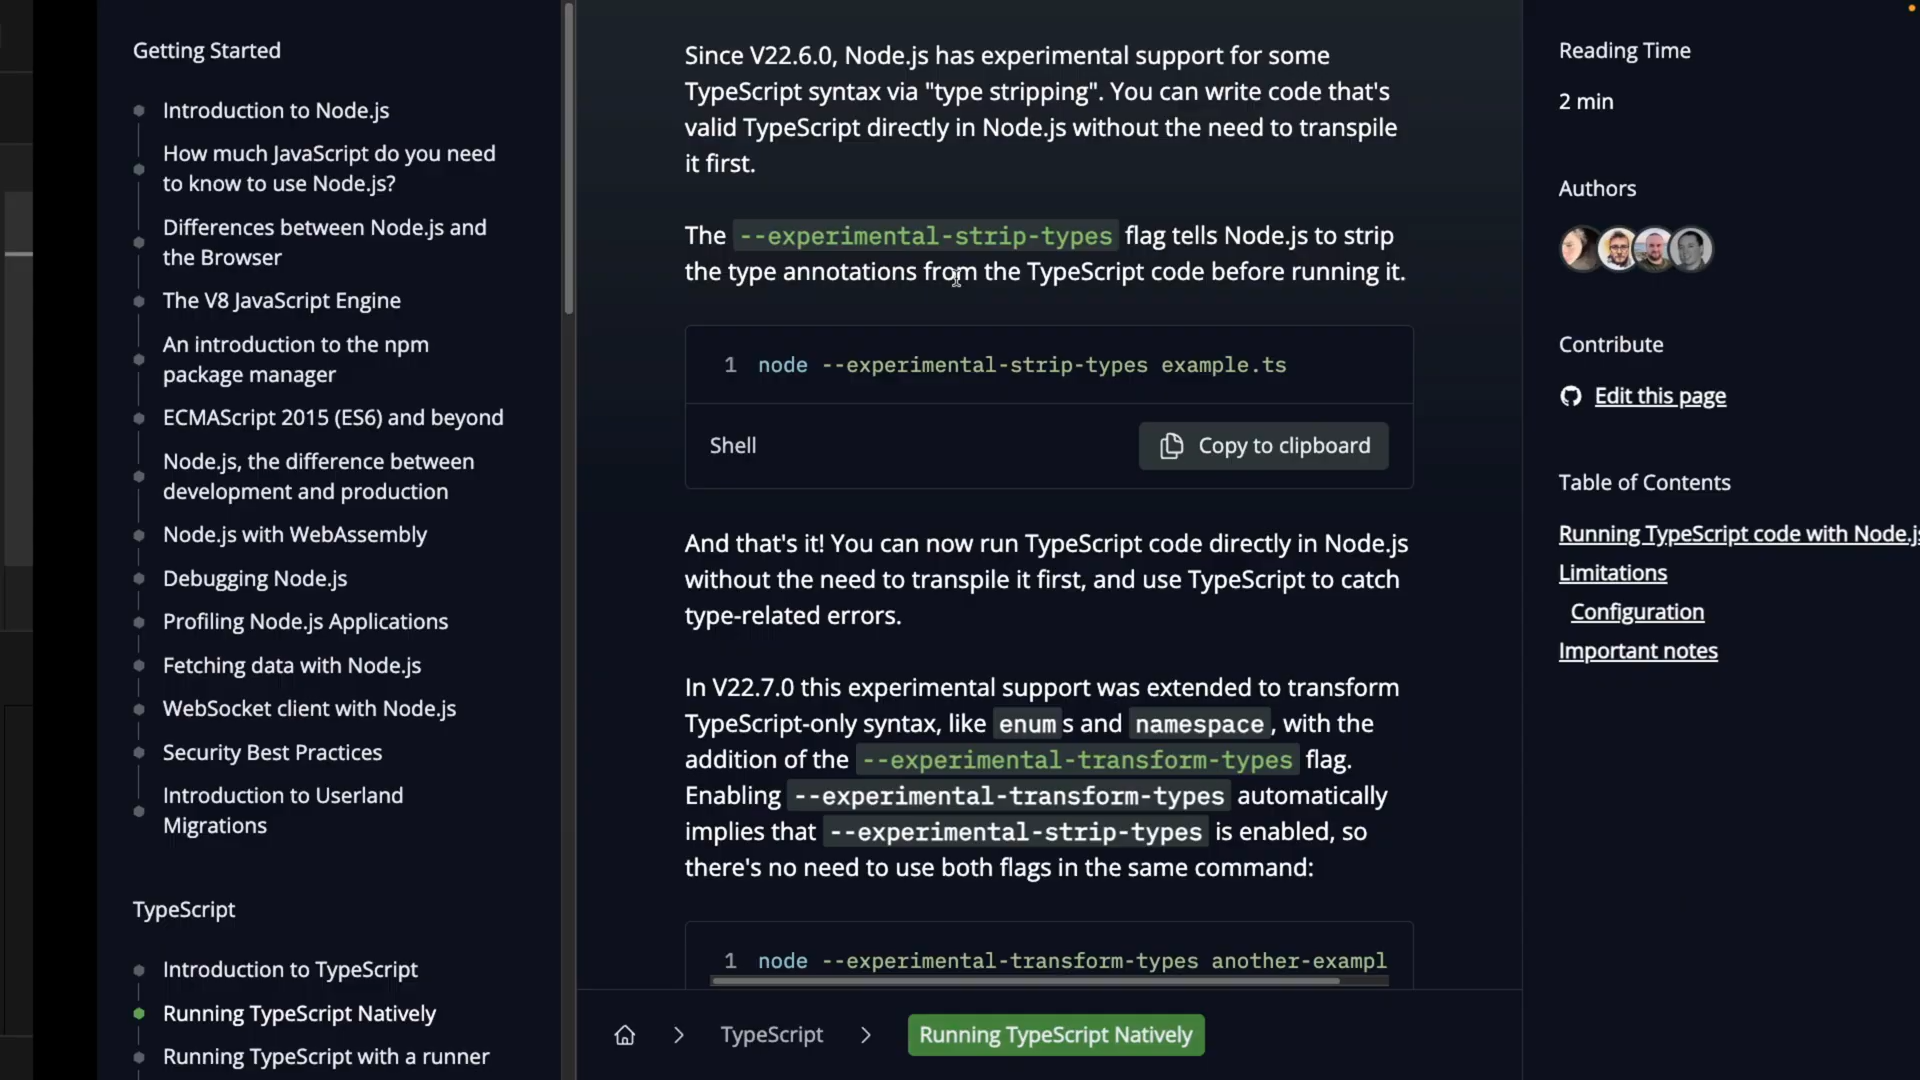 Getting Started
Introduction to Node.js
How much JavaScript do you need
to know to use Node.js?
Differences between Node.js and
the Browser
The V8 JavaScript Engine
An introduction to the npm
package manager
ECMAScript 2015 (ES6) and beyond
Node.js, the difference between
development and production
Node.js with WebAssembly
Debugging Node.js
Profiling Node.js Applications
Fetching data with Node.js
WebSocket client with Node.js
Security Best Practices
Introduction to Userland
Migrations
TypeScript
Introduction to TypeScript
Running TypeScript Natively
Running TypeScript with a runner
Since V22.6.0, Node.js has experimental support for some
TypeScript syntax via "type stripping". You can write code that's
valid TypeScript directly in Node.js without the need to transpile
it first.
The --experimental-strip-types flag tells Node.js to strip
the type annotations from the TypeScript code before running it.
1 node --experimental-strip-types example.ts
Shell
Copy to clipboard
And that's it! You can now run TypeScript code directly in Node.js
without the need to transpile it first, and use TypeScript to catch
type-related errors.
In V22.7.0 this experimental support was extended to transform
TypeScript-only syntax, like enum s and namespace , with the
addition of the --experimental-transform-types flag.
Enabling --experimental-transform-types automatically
implies that --experimental-strip-types is enabled, so
there's no need to use both flags in the same command:
1 node --experimental-transform-types another-exampl
TypeScript
Running TypeScript Natively
Reading Time
2 min
Authors
Contribute
Edit this page
Table of Contents
Running TypeScript code with Node.js
Limitations
Configuration
Important notes